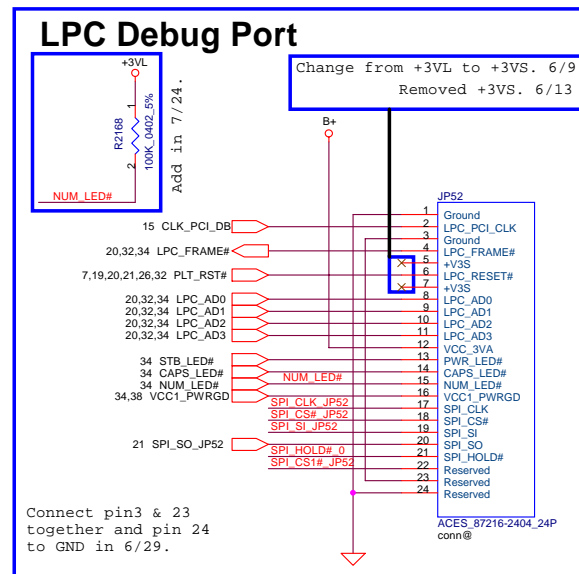 LPC Debug Port
+3VL
1
R2168
100K_0402_5%
2
NUM_LED#
Add in 7/24.
Change from +3VL to +3VS. 6/9
Removed +3VS. 6/13
B+
JP52
1 Ground
15 CLK_PCI_DB 2 LPC_PCI_CLK
3 Ground
20,32,34 LPC_FRAME# 4 LPC_FRAME#
5 +V3S
7,19,20,21,26,32 PLT_RST# 6 LPC_RESET#
7 +V3S
20,32,34 LPC_AD0 8 LPC_AD0
20,32,34 LPC_AD1 9 LPC_AD1
20,32,34 LPC_AD2 10 LPC_AD2
20,32,34 LPC_AD3 11 LPC_AD3
12 VCC_3VA
34 STB_LED# 13 PWR_LED#
34 CAPS_LED# 14 CAPS_LED#
34 NUM_LED# NUM_LED# 15 NUM_LED#
34,38 VCC1_PWRGD 16 VCC1_PWRGD
SPI_CLK_JP52 17 SPI_CLK
SPI_CS#_JP52 18 SPI_CS#
SPI_SI_JP52 19 SPI_SI
21 SPI_SO_JP52 20 SPI_SO
SPI_HOLD#_0 21 SPI_HOLD#
SPI_CS1#_JP52 22 Reserved
23 Reserved
24 Reserved
ACES_87216-2404_24P
conn@
Connect pin3 & 23
together and pin 24
to GND in 6/29.